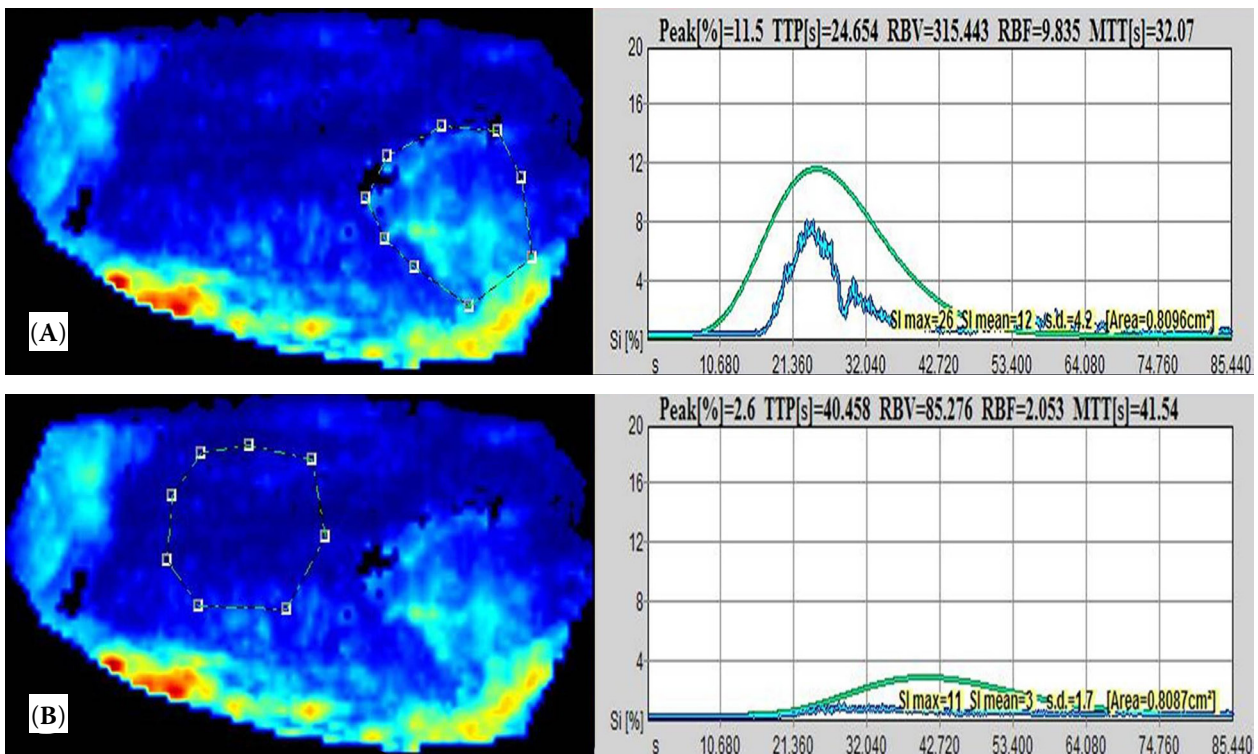 Peak[%]=11.5 TTP[s]=24.654 RBV=315.443 RBF=9.835 MTT[s]=32.07
20
16
12
8
4
SI max=26 SI mean=12 s.d.=4.2 [Area=0.8096cm²]
Si [%]
s 10.680 21.360 32.040 42.720 53.400 64.080 74.760 85.440
(A)
Peak[%]=2.6 TTP[s]=40.458 RBV=85.276 RBF=2.053 MTT[s]=41.54
20
16
12
8
4
SI max=11 SI mean=3 s.d.=1.7 [Area=0.8087cm²]
Si [%]
s 10.680 21.360 32.040 42.720 53.400 64.080 74.760 85.440
(B)